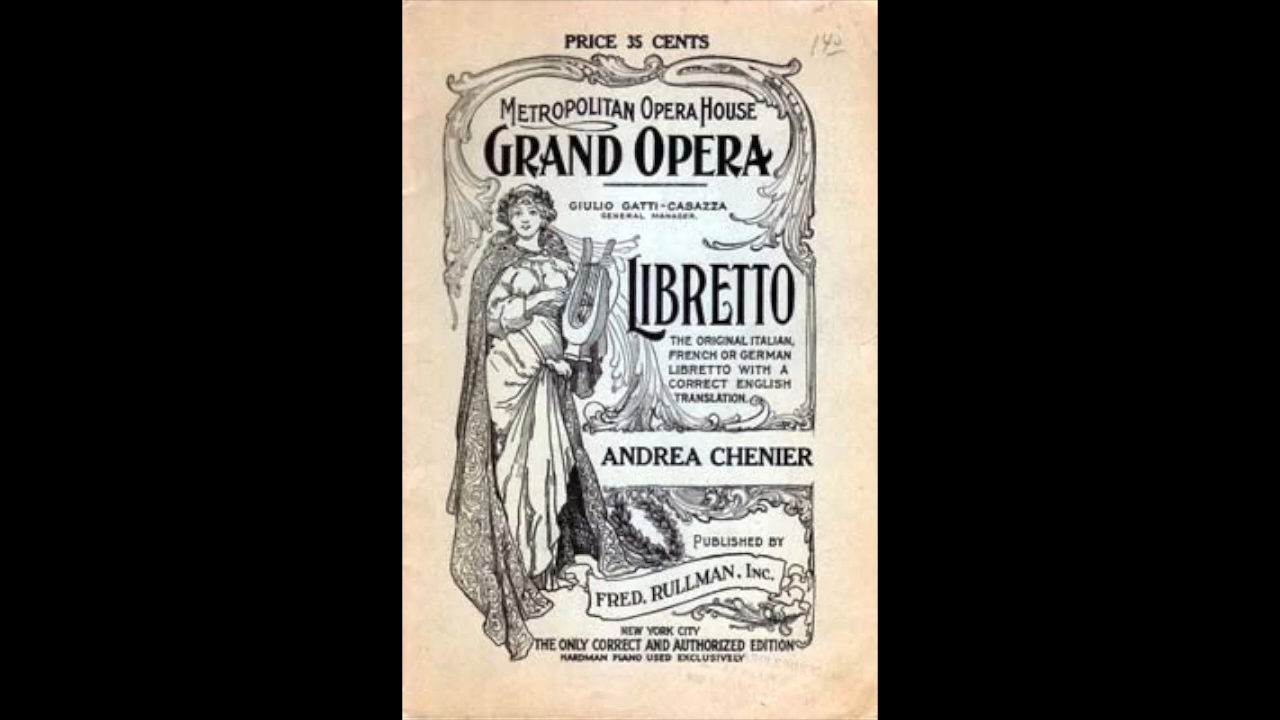 PRICE 35 CENTS
140
METROPOLITAN OPERA HOUSE
GRAND OPERA
GIULIO GATTI-CASAZZA
GENERAL MANAGER.
LIBRETTO
THE ORIGINAL ITALIAN,
FRENCH OR GERMAN
LIBRETTO WITH A
CORRECT ENGLISH
TRANSLATION.
ANDREA CHENIER
PUBLISHED BY
FRED. RULLMAN, INC.
NEW YORK CITY
THE ONLY CORRECT AND AUTHORIZED EDITION
HARDMAN PIANO USED EXCLUSIVELY